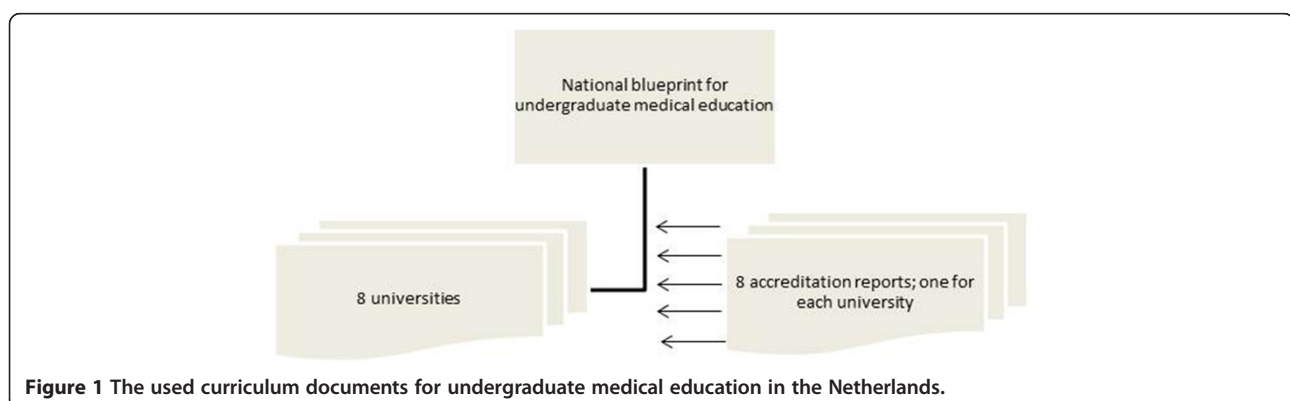 National blueprint for
undergraduate medical education
8 universities
8 accreditation reports; one for
each university
Figure 1 The used curriculum documents for undergraduate medical education in the Netherlands.